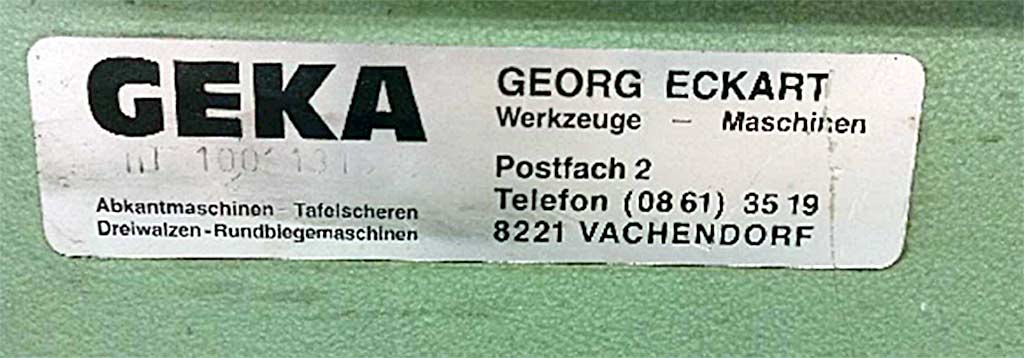 GEKA
Abkantmaschinen - Tafelscheren
Dreiwalzen-Rundbiegemaschinen
GEORG ECKART
Werkzeuge - Maschinen
Postfach 2
Telefon (08 61) 35 19
8221 VACHENDORF